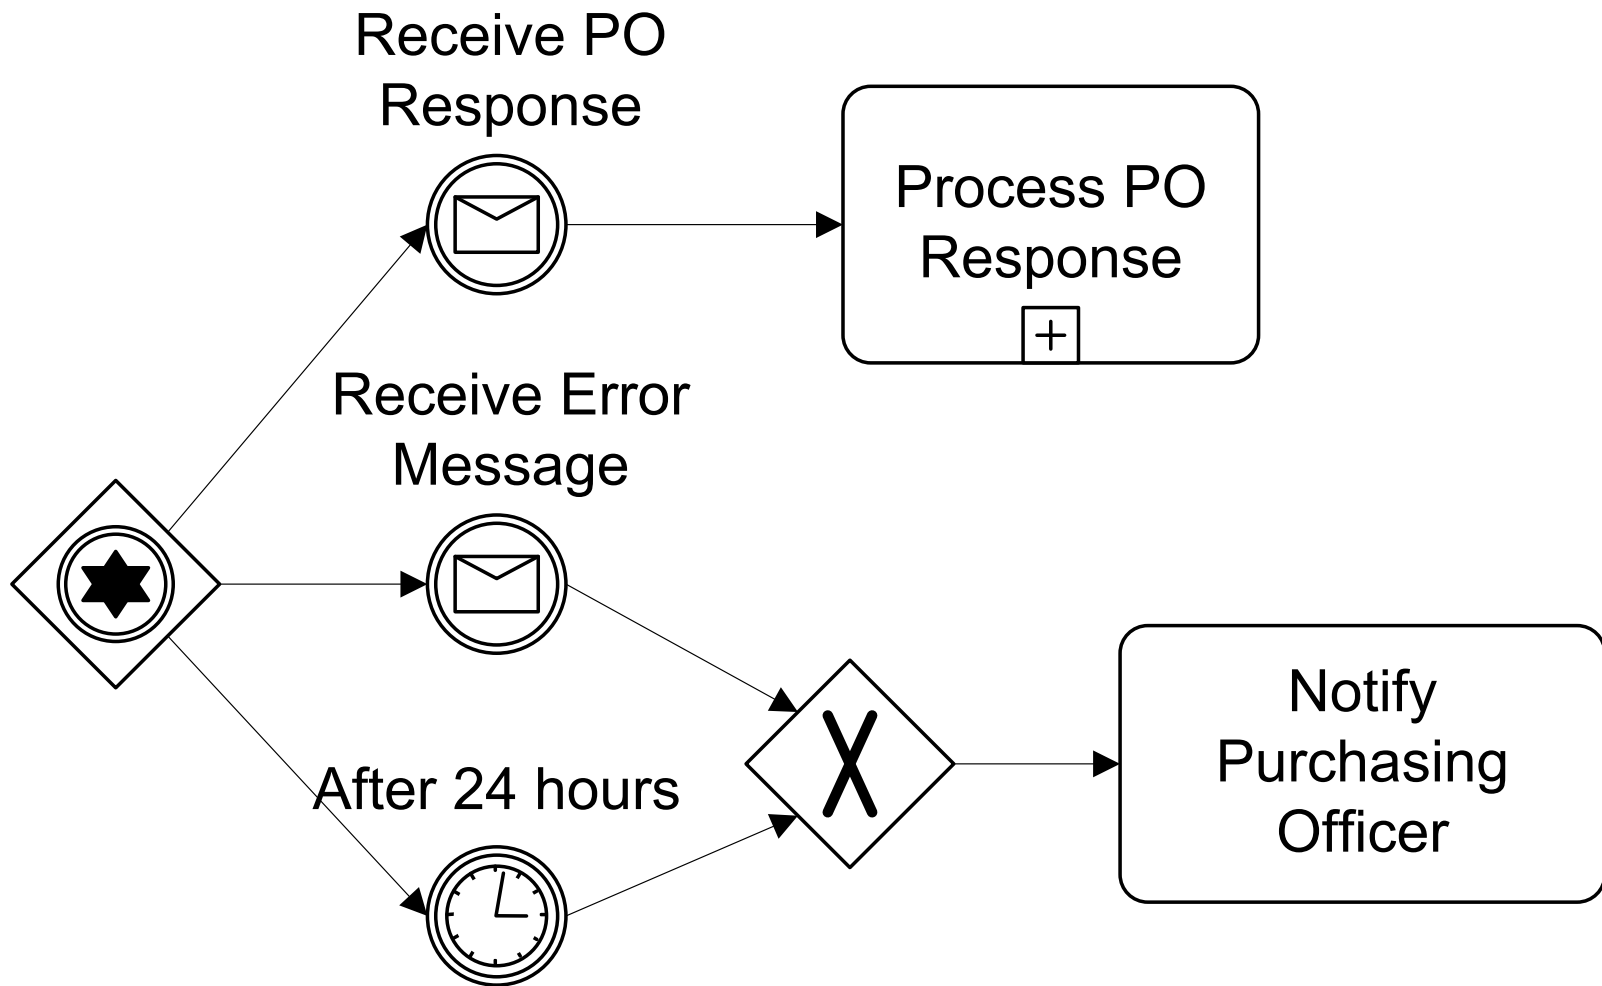 Receive PO
Response
Process PO
Response
Receive Error
Message
After 24 hours
Notify
Purchasing
Officer